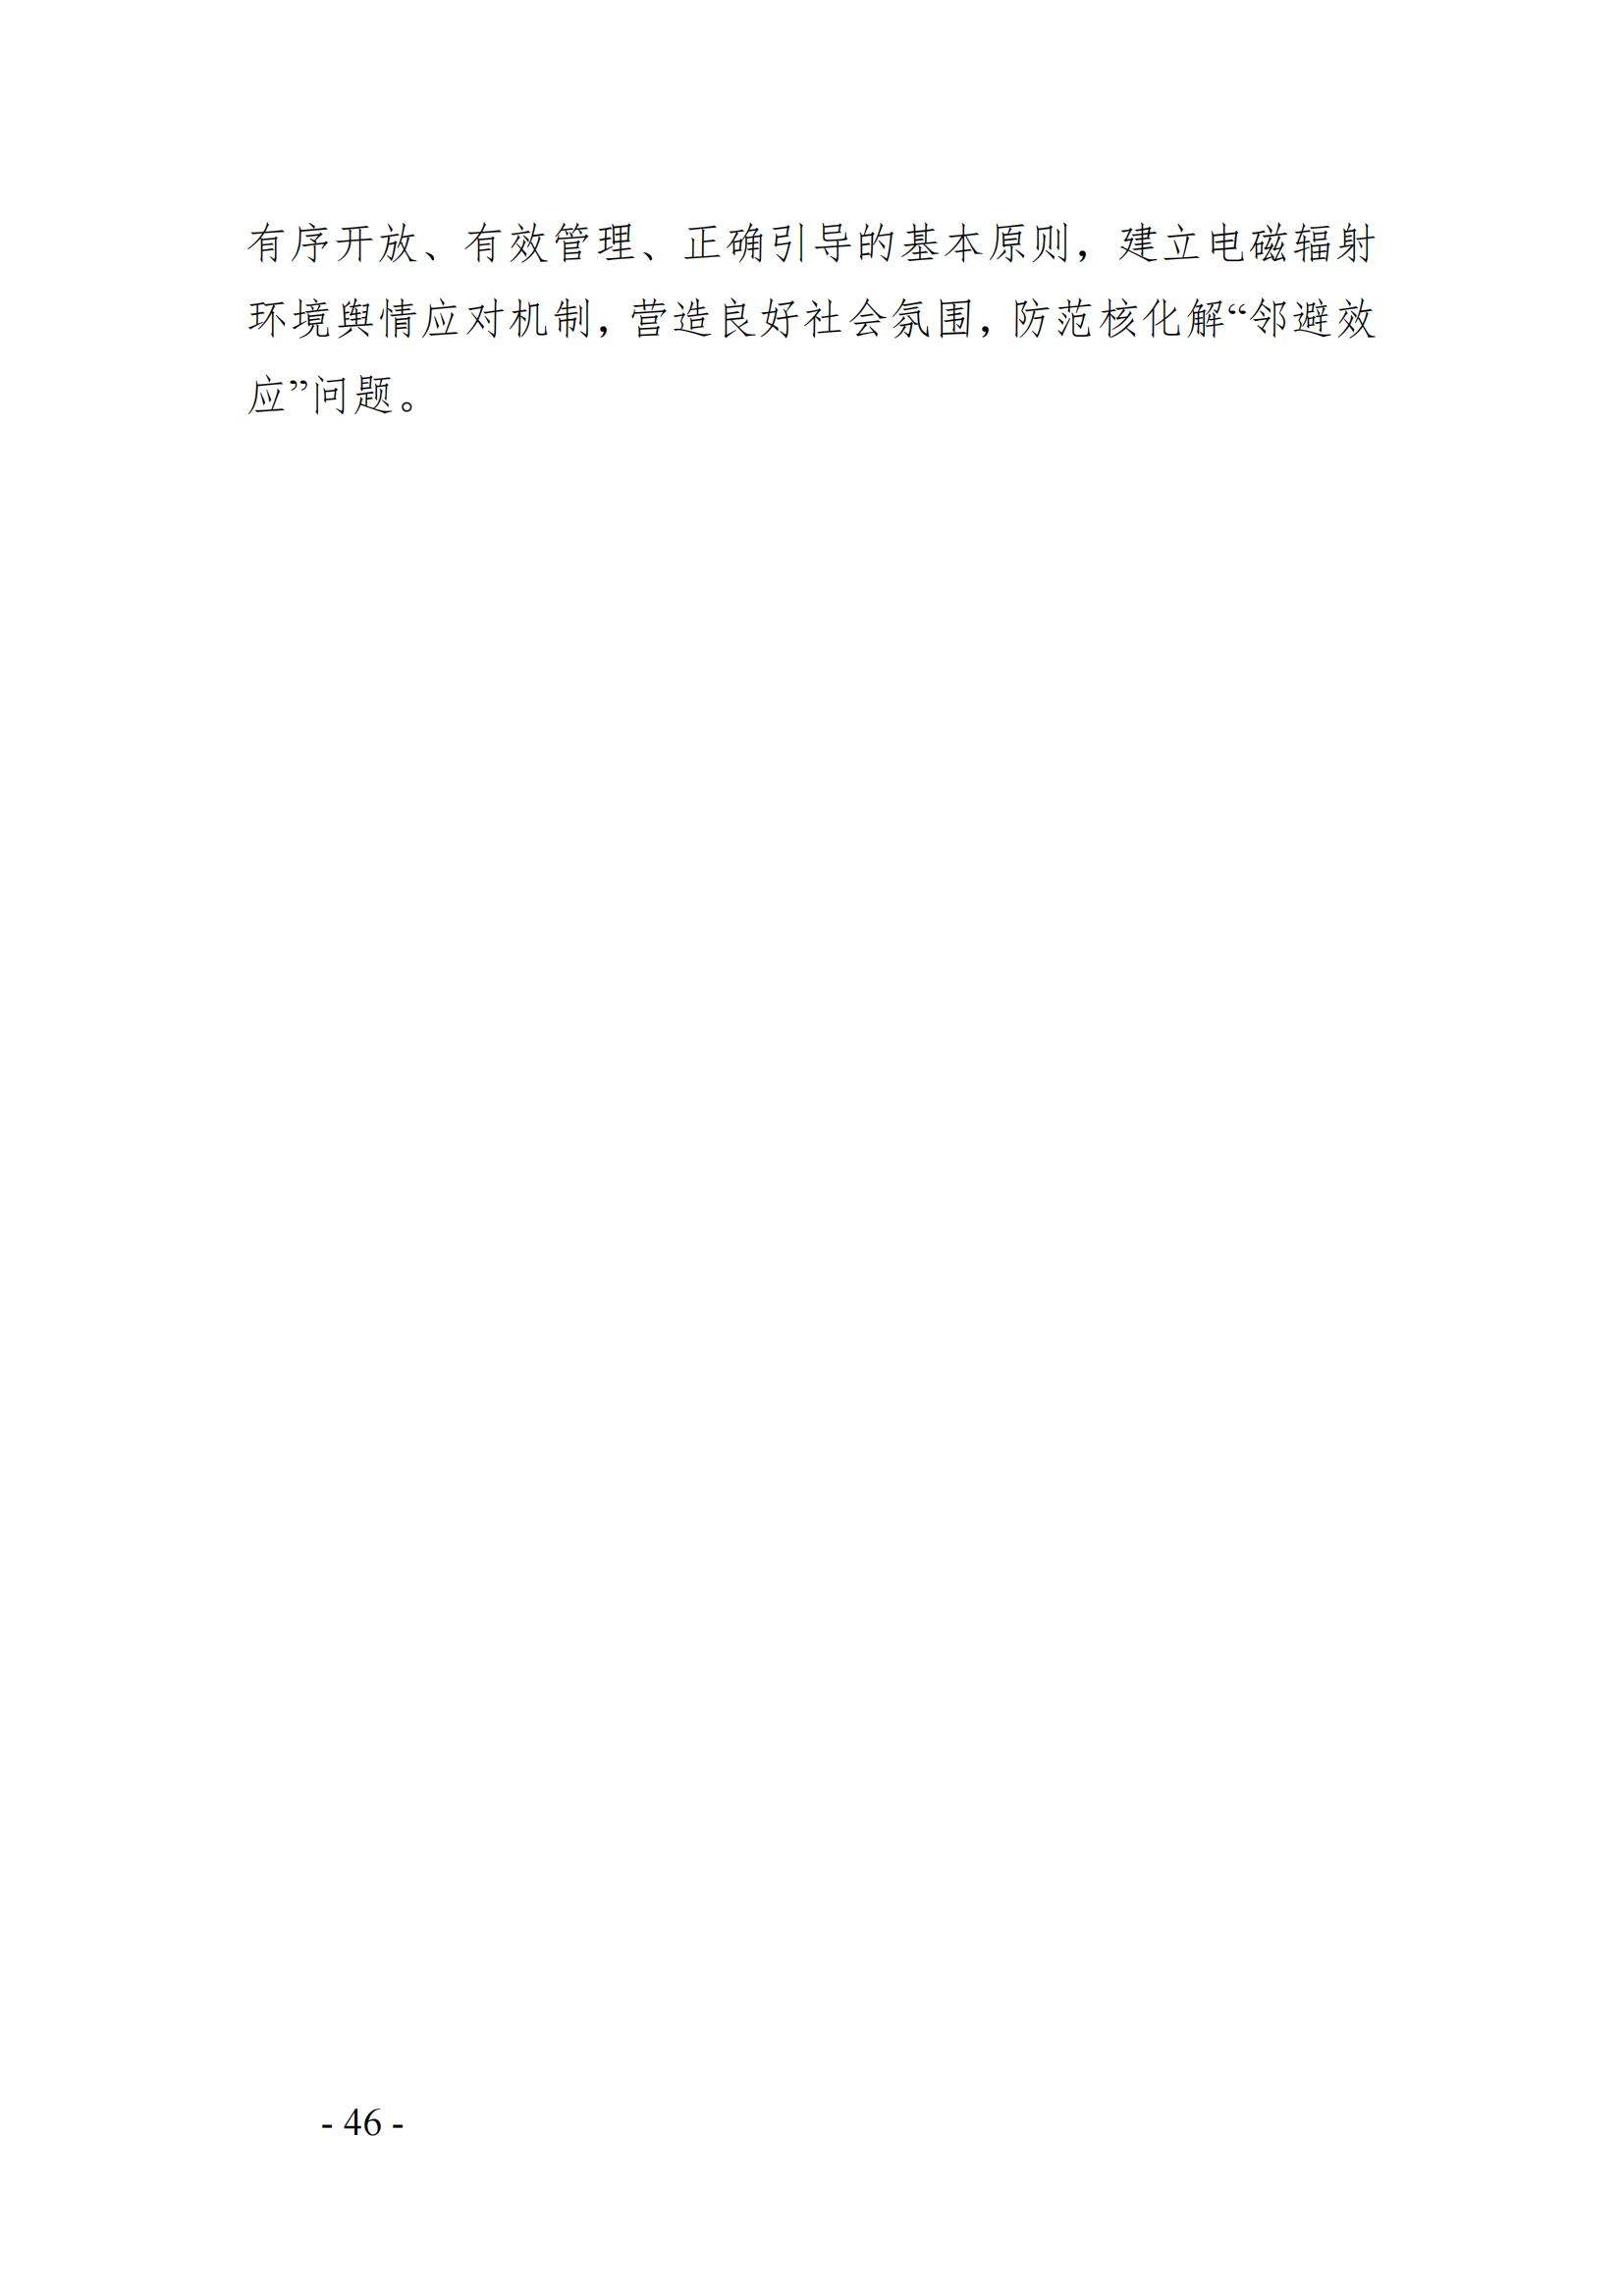 有序开放、有效管理、正确引导的基本原则，建立电磁辐射
环境舆情应对机制，营造良好社会氛围，防范核化解“邻避效
应”问题。
- 46 -